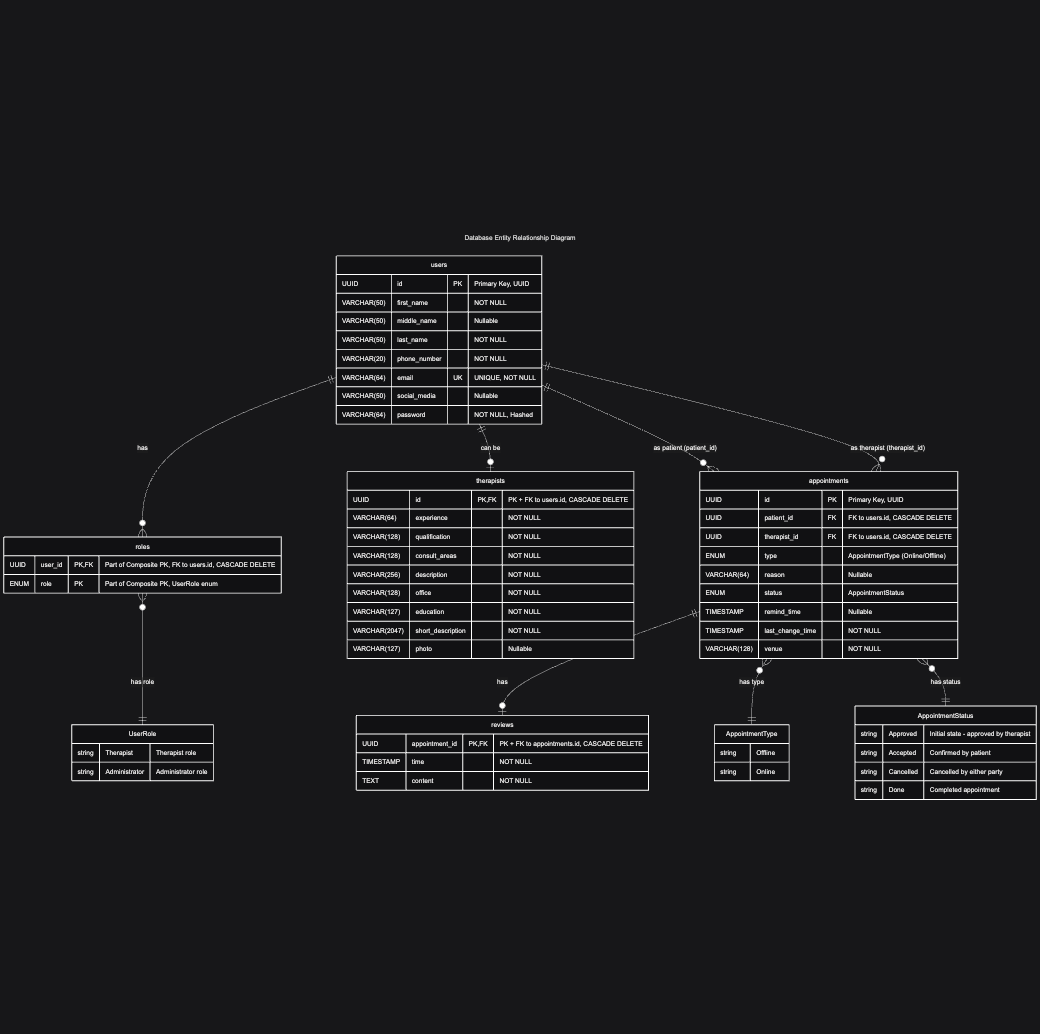 Database Entity Relationship Diagram
users
UUID id PK Primary Key, UUID
VARCHAR(50) first_name NOT NULL
VARCHAR(50) middle_name Nullable
VARCHAR(50) last_name NOT NULL
VARCHAR(20) phone_number NOT NULL
VARCHAR(64) email UK UNIQUE, NOT NULL
VARCHAR(50) social_media Nullable
VARCHAR(64) password NOT NULL, Hashed
has
can be
as patient (patient_id)
as therapist (therapist_id)
therapists
UUID id PK,FK PK + FK to users.id, CASCADE DELETE
VARCHAR(64) experience NOT NULL
VARCHAR(128) qualification NOT NULL
VARCHAR(128) consult_areas NOT NULL
VARCHAR(256) description NOT NULL
VARCHAR(128) office NOT NULL
VARCHAR(127) education NOT NULL
VARCHAR(2047) short_description NOT NULL
VARCHAR(127) photo Nullable
appointments
UUID id PK Primary Key, UUID
UUID patient_id FK FK to users.id, CASCADE DELETE
UUID therapist_id FK FK to users.id, CASCADE DELETE
ENUM type AppointmentType (Online/Offline)
VARCHAR(64) reason Nullable
ENUM status AppointmentStatus
TIMESTAMP remind_time Nullable
TIMESTAMP last_change_time NOT NULL
VARCHAR(128) venue NOT NULL
roles
UUID user_id PK,FK Part of Composite PK, FK to users.id, CASCADE DELETE
ENUM role PK Part of Composite PK, UserRole enum
has role
has
has type
has status
UserRole
string Therapist Therapist role
string Administrator Administrator role
reviews
UUID appointment_id PK,FK PK + FK to appointments.id, CASCADE DELETE
TIMESTAMP time NOT NULL
TEXT content NOT NULL
AppointmentType
string Offline
string Online
AppointmentStatus
string Approved Initial state - approved by therapist
string Accepted Confirmed by patient
string Cancelled Cancelled by either party
string Done Completed appointment